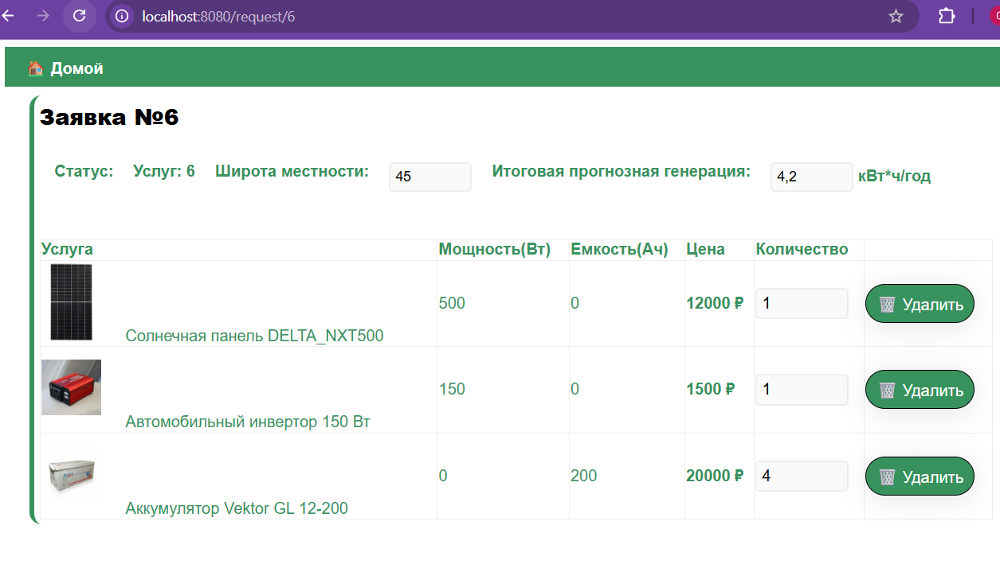 localhost:8080/request/6
Домой
Заявка №6
Статус: Услуг: 6 Широта местности: 45 Итоговая прогнозная генерация: 4,2 кВт*ч/год
Услуга Мощность(Вт) Емкость(Ач) Цена Количество
Солнечная панель DELTA_NXT500 500 0 12000 ₽ 1 Удалить
Автомобильный инвертор 150 Вт 150 0 1500 ₽ 1 Удалить
Аккумулятор Vektor GL 12-200 0 200 20000 ₽ 4 Удалить